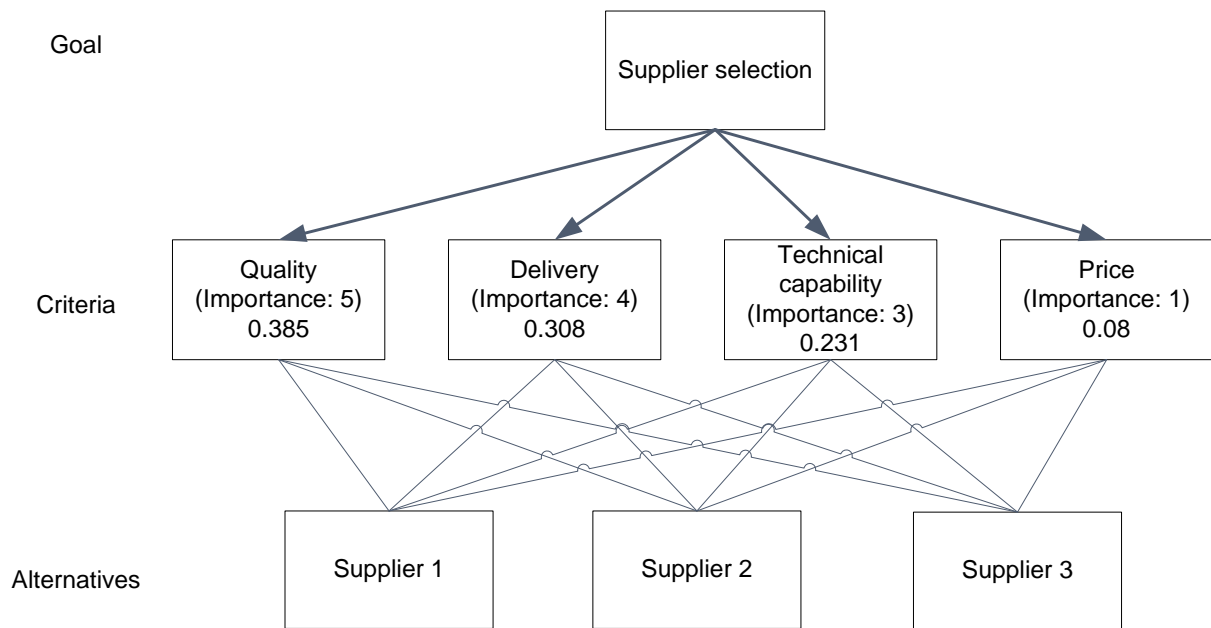 Goal
Supplier selection
Criteria
Quality
(Importance: 5)
0.385
Delivery
(Importance: 4)
0.308
Technical
capability
(Importance: 3)
0.231
Price
(Importance: 1)
0.08
Alternatives
Supplier 1
Supplier 2
Supplier 3